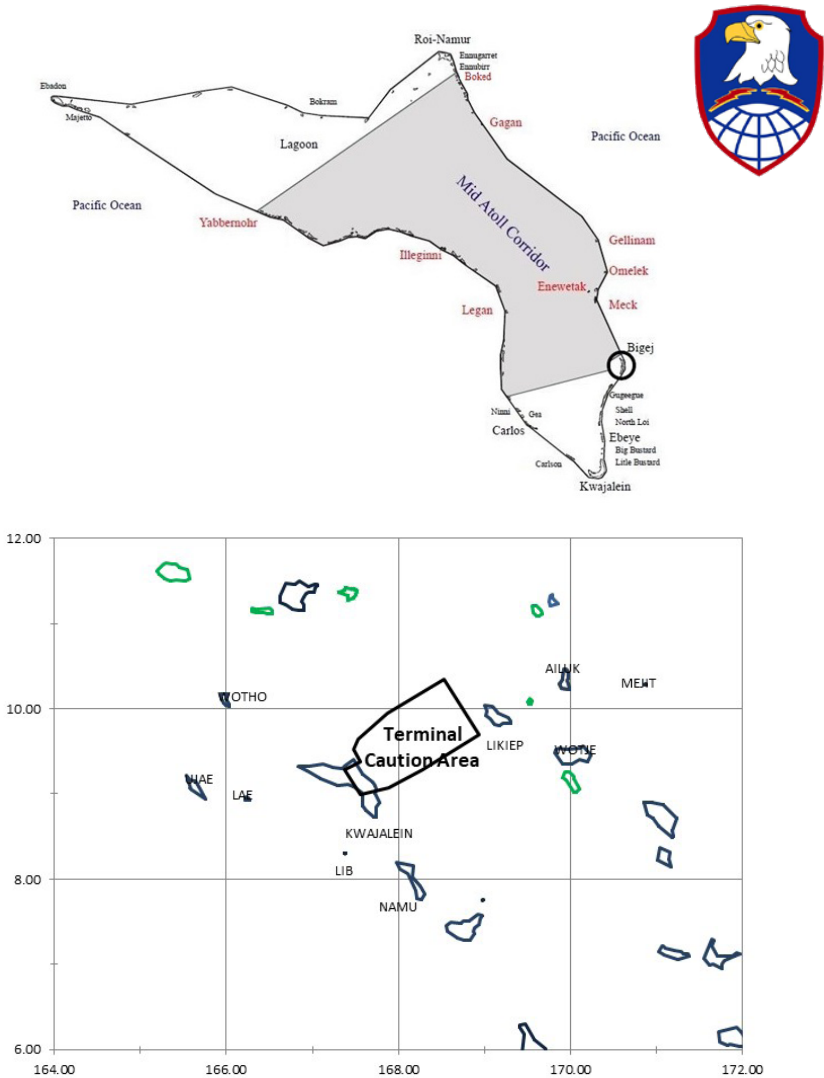 Roi-Namur
Ennugarret
Ennubirr
Boked
Ebadon
Majetto
Bokram
Gagan
Lagoon
Pacific Ocean
Mid Atoll Corridor
Pacific Ocean
Yabbernohr
Gellinam
Illeginni
Omelek
Enewetak
Meck
Legan
Bigej
Gugeegue
Ninni
Gea
Shell
North Loi
Carlos
Ebeye
Big Bustard
Carlson
Litle Bustard
Kwajalein
12.00
AILUK
MEJIT
WOTHO
10.00
Terminal
Caution Area
LIKIEP
WOTJE
UJAE
LAE
KWAJALEIN
LIB
8.00
NAMU
6.00
164.00
166.00
168.00
170.00
172.00